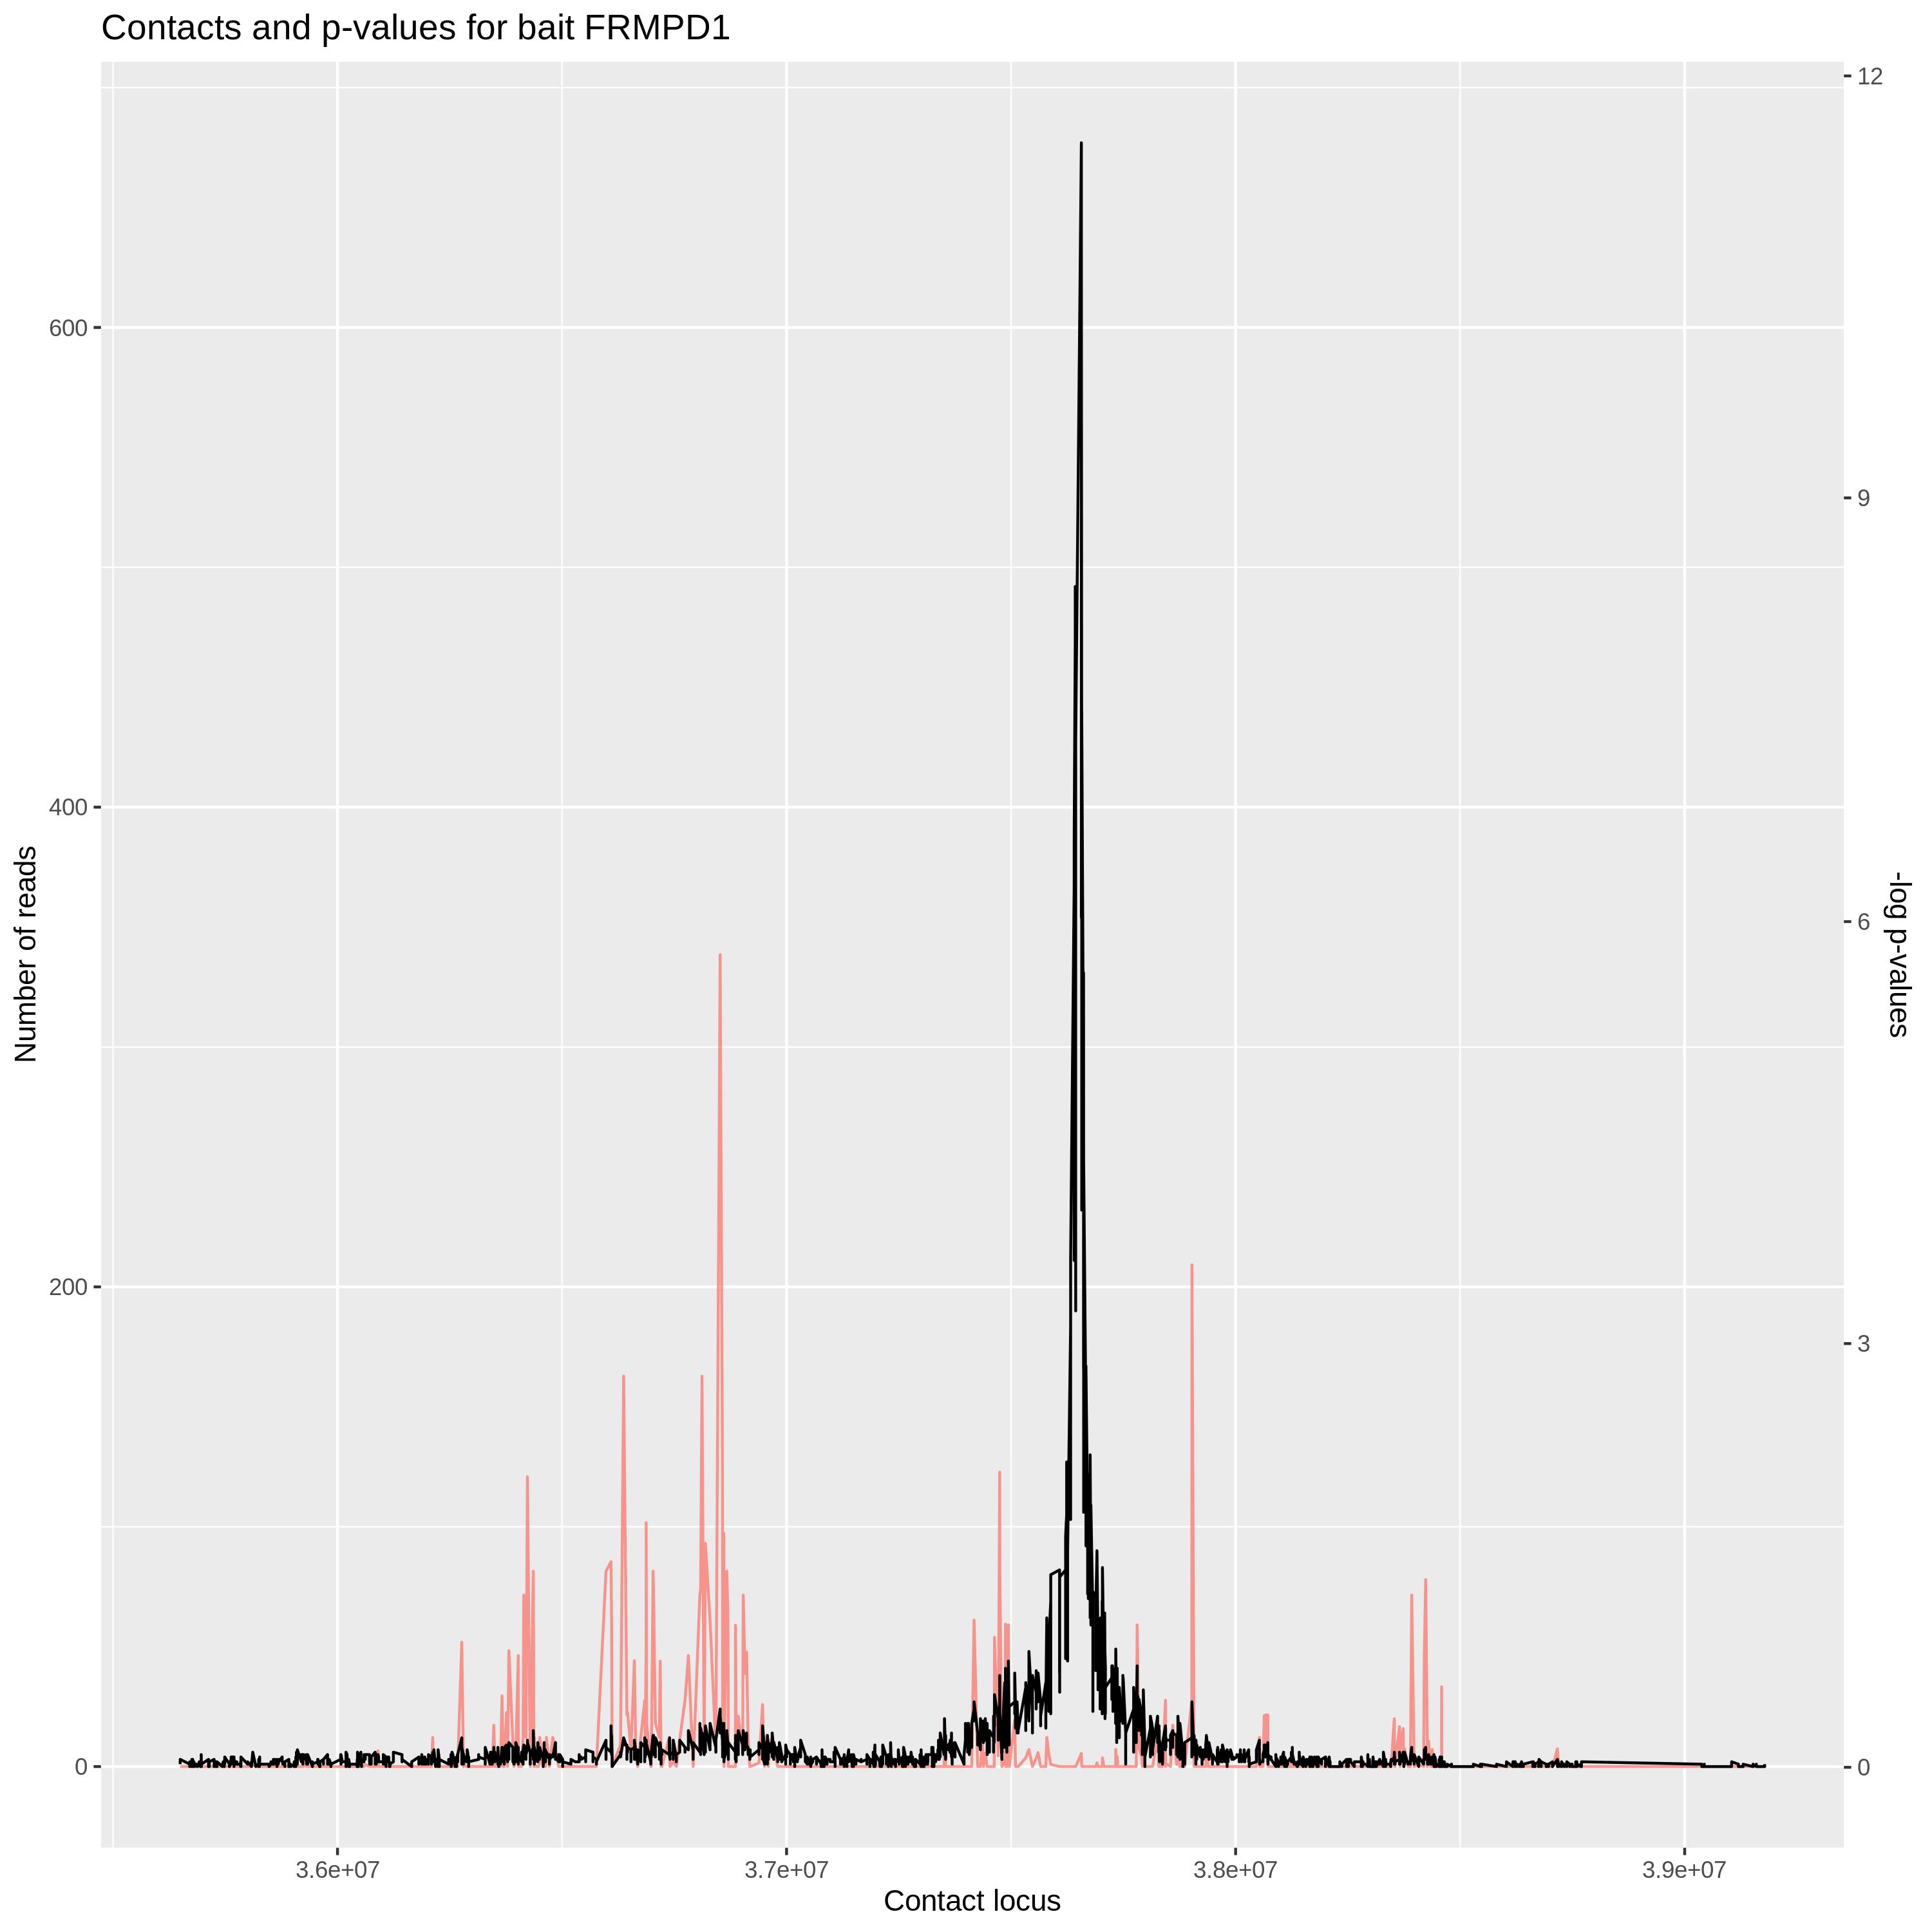 Contacts and p-values for bait FRMPD1
12
9
6
3
0
600
400
200
0
Number of reads
-log p-values
3.6e+07 3.7e+07 3.8e+07 3.9e+07
Contact locus